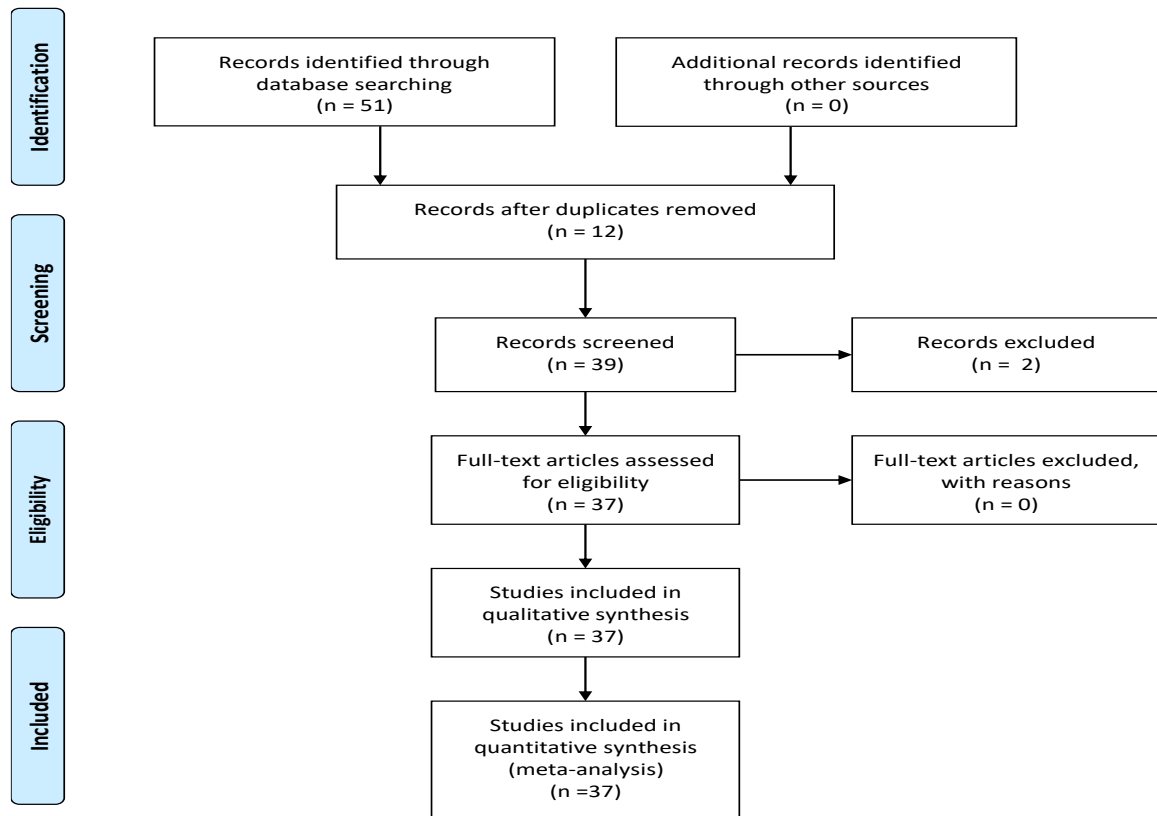 Identification
Records identified through
database searching
(n = 51)
Additional records identified
through other sources
(n = 0)
Records after duplicates removed
(n = 12)
Screening
Records screened
(n = 39)
Records excluded
(n =  2)
Eligibility
Full-text articles assessed
for eligibility
(n = 37)
Full-text articles excluded,
with reasons
(n = 0)
Studies included in
qualitative synthesis
(n = 37)
Included
Studies included in
quantitative synthesis
(meta-analysis)
(n =37)